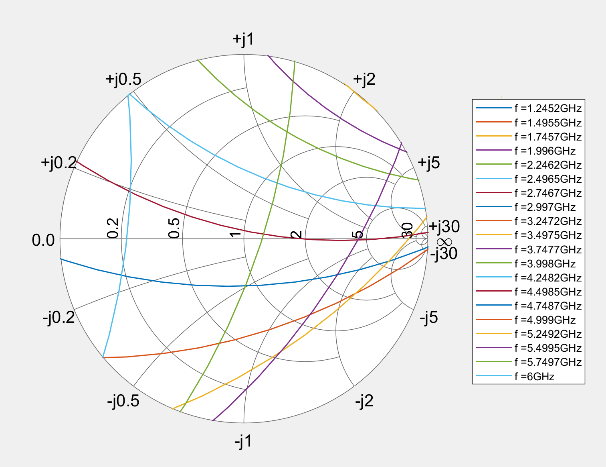 +j1
+j0.5
+j2
+j0.2
+j5
0.0
0.2
0.5
1
2
5
30
+j30
∞
-j30
-j0.2
-j5
-j0.5
-j2
-j1
f =1.2452GHz
f =1.4955GHz
f =1.7457GHz
f =1.996GHz
f =2.2462GHz
f =2.4965GHz
f =2.7467GHz
f =2.997GHz
f =3.2472GHz
f =3.4975GHz
f =3.7477GHz
f =3.998GHz
f =4.2482GHz
f =4.4985GHz
f =4.7487GHz
f =4.999GHz
f =5.2492GHz
f =5.4995GHz
f =5.7497GHz
f =6GHz